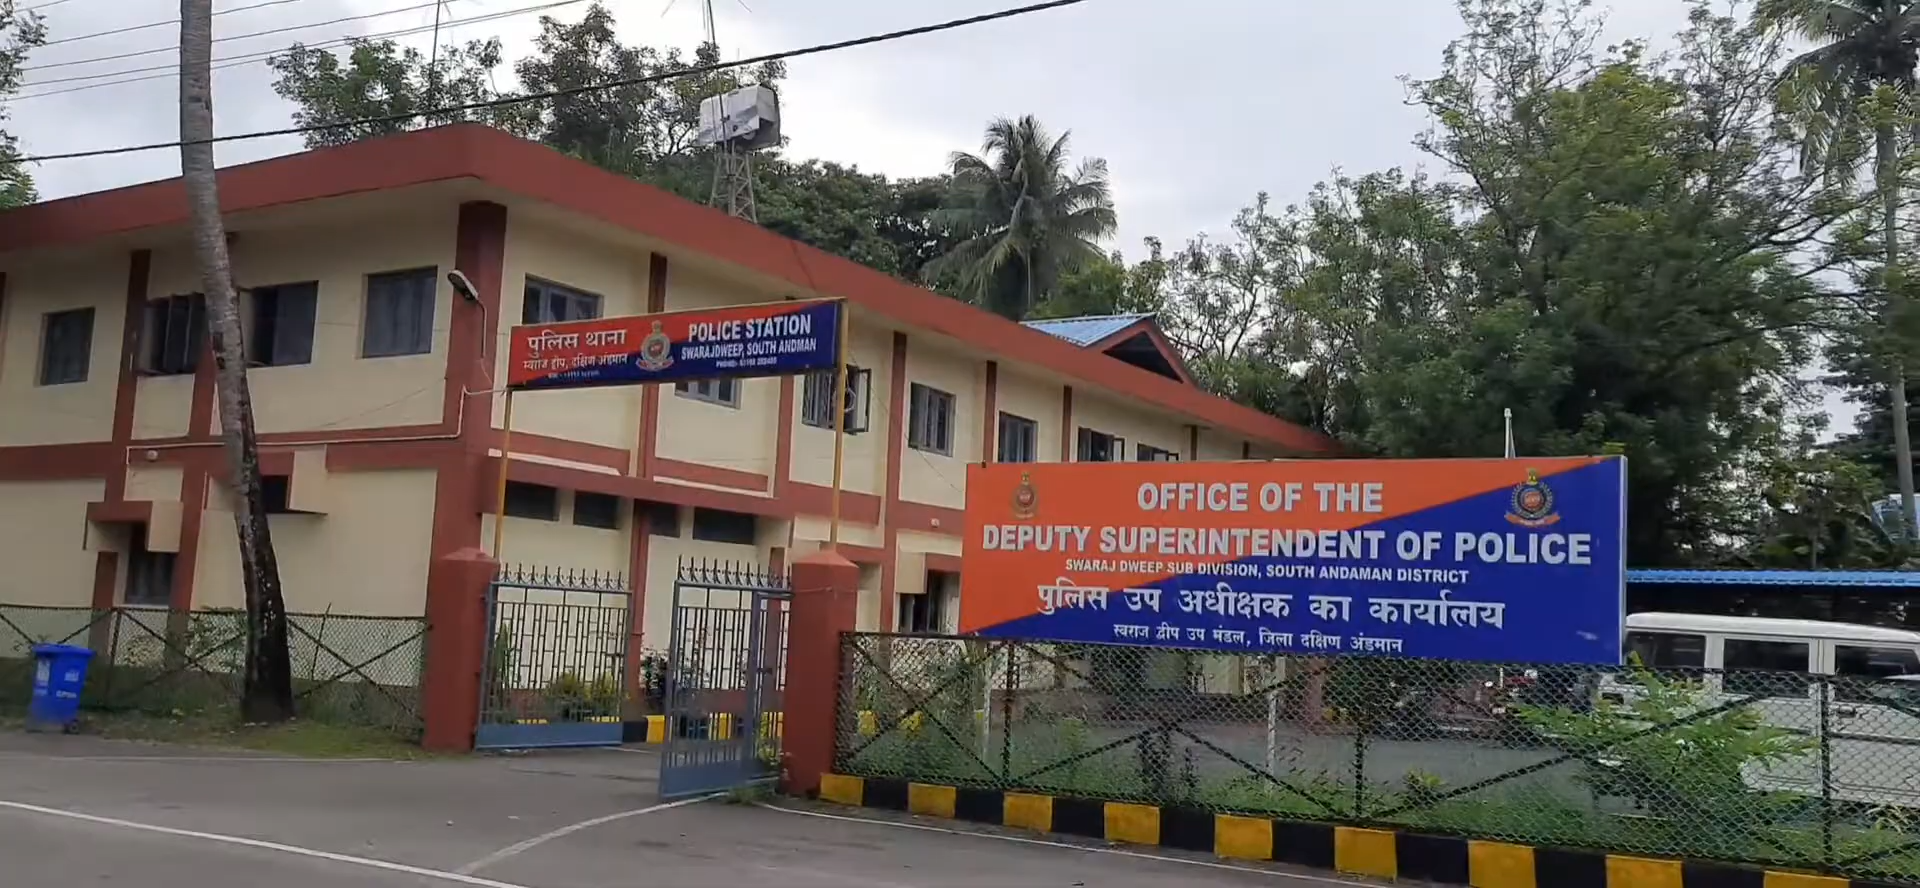 पुलिस थाना
स्वराज द्वीप, दक्षिण अंडमान
POLICE STATION
SWARAJDWEEP, SOUTH ANDMAN
OFFICE OF THE
DEPUTY SUPERINTENDENT OF POLICE
SWARAJ DWEEP SUB DIVISION, SOUTH ANDAMAN DISTRICT
पुलिस उप अधीक्षक का कार्यालय
स्वराज द्वीप उप मंडल, जिला दक्षिण अंडमान